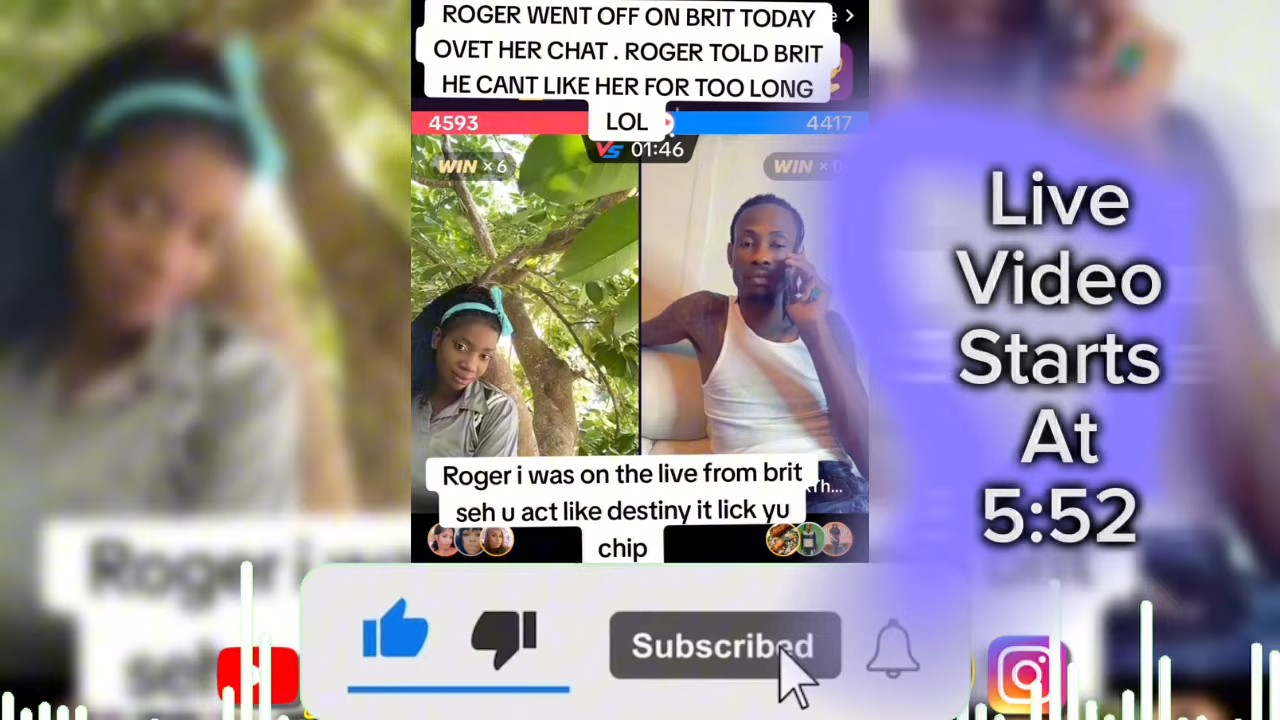 ROGER WENT OFF ON BRIT TODAY
OVET HER CHAT . ROGER TOLD BRIT
HE CANT LIKE HER FOR TOO LONG
LOL
4593
4417
VS 01:46
WIN × 6
WIN ×
Live
Video
Starts
At
5:52
Roger i was on the live from brit
seh u act like destiny it lick yu
chip
Subscribed